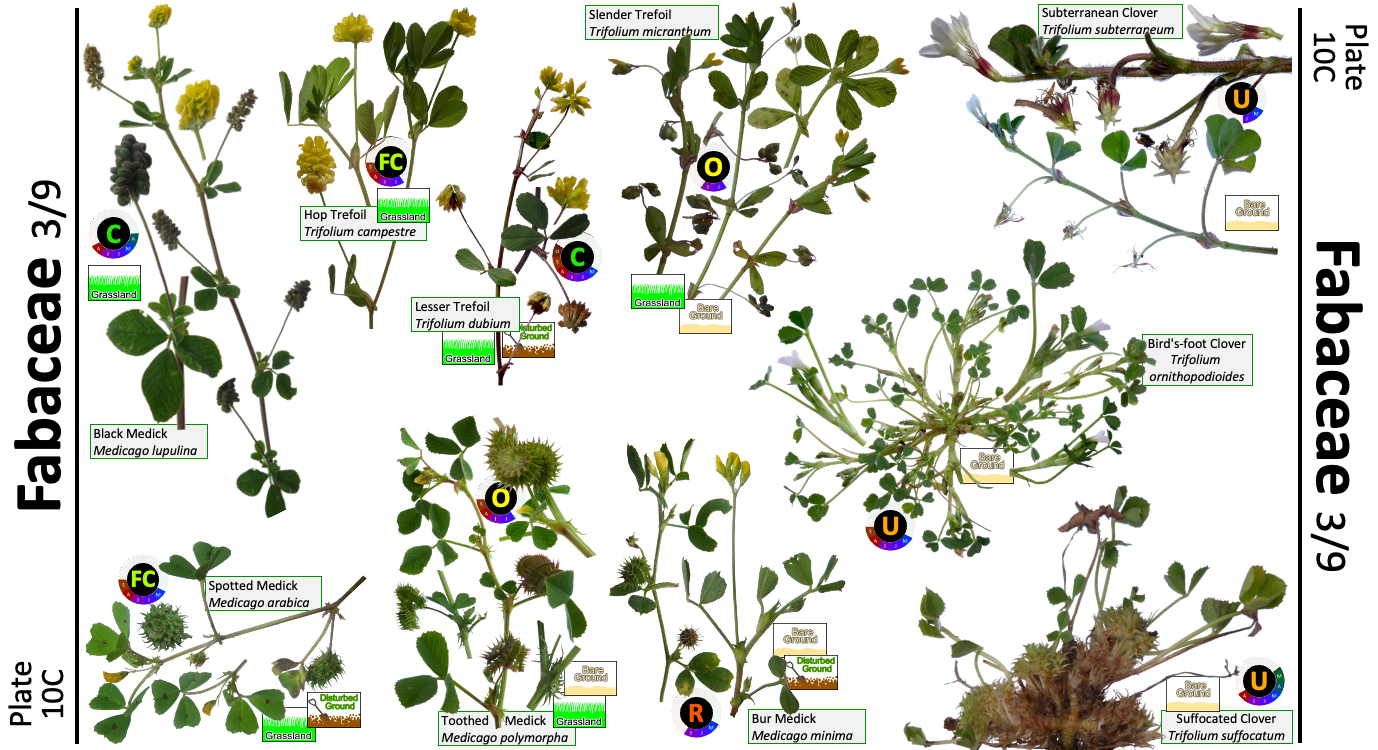 Fabaceae 3/9
Plate
10C
C
Grassland
Black Medick
Medicago lupulina
FC
Grassland
Hop Trefoil
Trifolium campestre
C
Lesser Trefoil
Trifolium dubium
Grassland
Disturbed
Ground
Slender Trefoil
Trifolium micranthum
O
Grassland
Bare
Ground
Subterranean Clover
Trifolium subterraneum
U
Bare
Ground
Bird's-foot Clover
Trifolium
ornithopodioides
Bare
Ground
U
FC
Spotted Medick
Medicago arabica
Grassland
Disturbed
Ground
O
Toothed Medick
Medicago polymorpha
Bare
Ground
Grassland
R
Bur Medick
Medicago minima
Bare
Ground
Disturbed
Ground
U
Bare
Ground
Suffocated Clover
Trifolium suffocatum
Plate
10C
Fabaceae 3/9